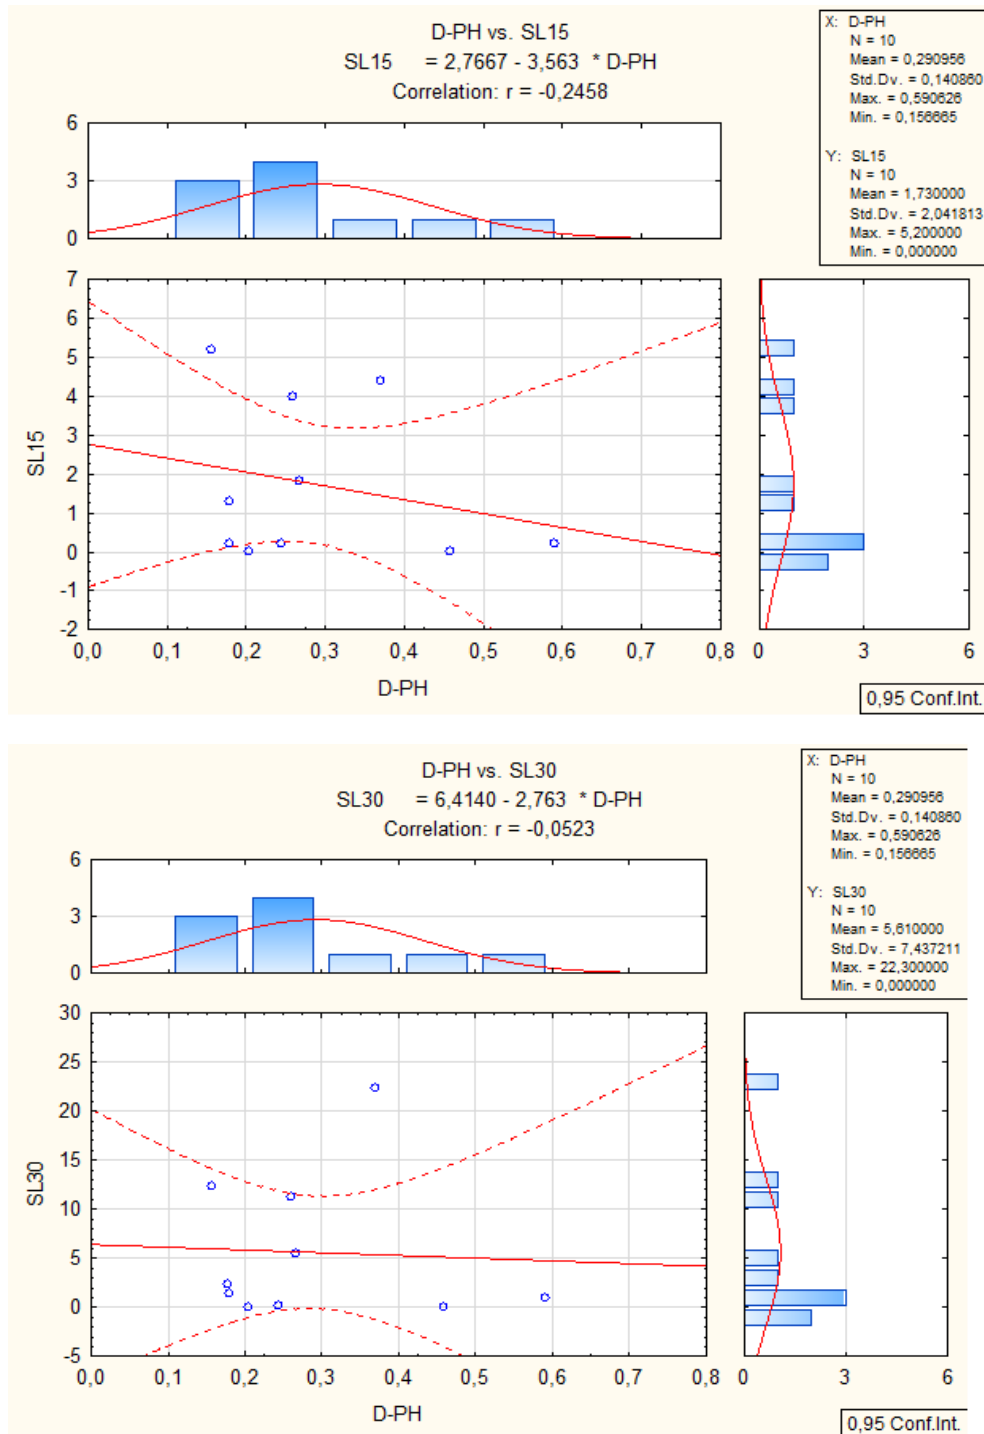 D-PH vs. SL15
SL15 = 2,7667 - 3,563 * D-PH
Correlation: r = -0,2458
X: D-PH
N = 10
Mean = 0,290956
Std.Dv. = 0,140860
Max. = 0,590626
Min. = 0,156665
Y: SL15
N = 10
Mean = 1,730000
Std.Dv. = 2,041813
Max. = 5,200000
Min. = 0,000000
6
3
0
7
6
5
4
3
2
1
0
-1
-2
SL15
0,0 0,1 0,2 0,3 0,4 0,5 0,6 0,7 0,8
D-PH
0 3 6
0,95 Conf.Int.
D-PH vs. SL30
SL30 = 6,4140 - 2,763 * D-PH
Correlation: r = -0,0523
X: D-PH
N = 10
Mean = 0,290956
Std.Dv. = 0,140860
Max. = 0,590626
Min. = 0,156665
Y: SL30
N = 10
Mean = 5,610000
Std.Dv. = 7,437211
Max. = 22,300000
Min. = 0,000000
6
3
0
30
25
20
15
10
5
0
-5
SL30
0,0 0,1 0,2 0,3 0,4 0,5 0,6 0,7 0,8
D-PH
0 3 6
0,95 Conf.Int.